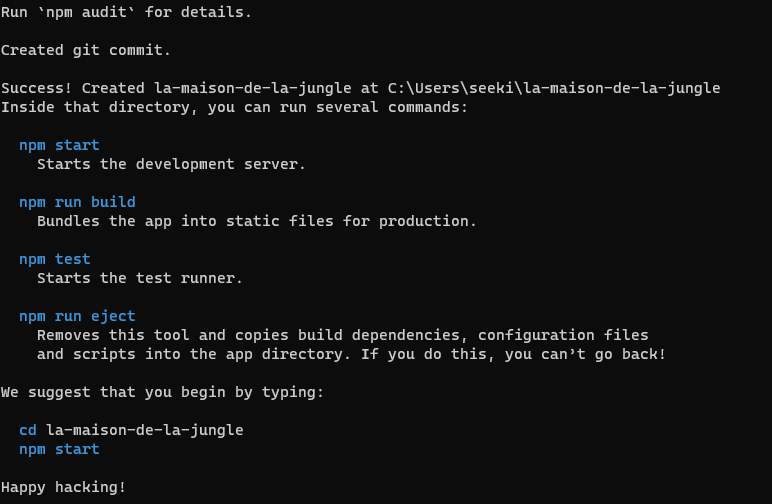 Run `npm audit` for details.
Created git commit.
Success! Created la-maison-de-la-jungle at C:\Users\seeki\la-maison-de-la-jungle
Inside that directory, you can run several commands:
npm start
Starts the development server.
npm run build
Bundles the app into static files for production.
npm test
Starts the test runner.
npm run eject
Removes this tool and copies build dependencies, configuration files
and scripts into the app directory. If you do this, you can’t go back!
We suggest that you begin by typing:
cd la-maison-de-la-jungle
npm start
Happy hacking!